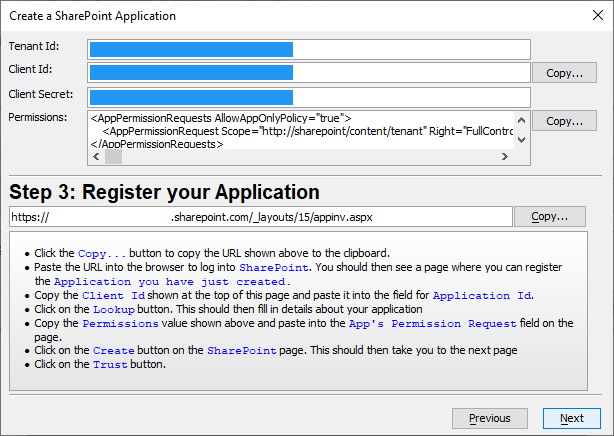 Create a SharePoint Application
Tenant Id:
Client Id:
Copy...
Client Secret:
Permissions:
<AppPermissionRequests AllowAppOnlyPolicy="true">
<AppPermissionRequest Scope="http://sharepoint/content/tenant" Right="FullContro
</AppPermissionRequests>
Copy...
Step 3: Register your Application
https:// .sharepoint.com/_layouts/15/appinv.aspx
Copy...
• Click the Copy... button to copy the URL shown above to the clipboard.
• Paste the URL into the browser to log into SharePoint. You should then see a page where you can register
the Application you have just created.
• Copy the Client Id shown at the top of this page and paste it into the field for Application Id.
• Click on the Lookup button. This should then fill in details about your application
• Copy the Permissions value shown above and paste into the App's Permission Request field on the
page.
• Click on the Create button on the SharePoint page. This should then take you to the next page
• Click on the Trust button.
Previous
Next